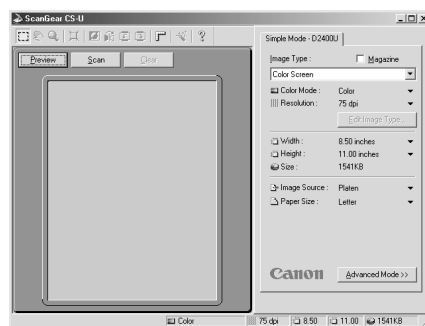 ScanGear CS-U
Preview Scan Clear
Simple Mode - D2400U
Image Type : Magazine
Color Screen
Color Mode : Color
Resolution : 75 dpi
Edit Image Type...
Width : 8.50 inches
Height : 11.00 inches
Size : 1541KB
Image Source : Platen
Paper Size : Letter
Canon Advanced Mode >>
Color 75 dpi 8.50 11.00 1541KB